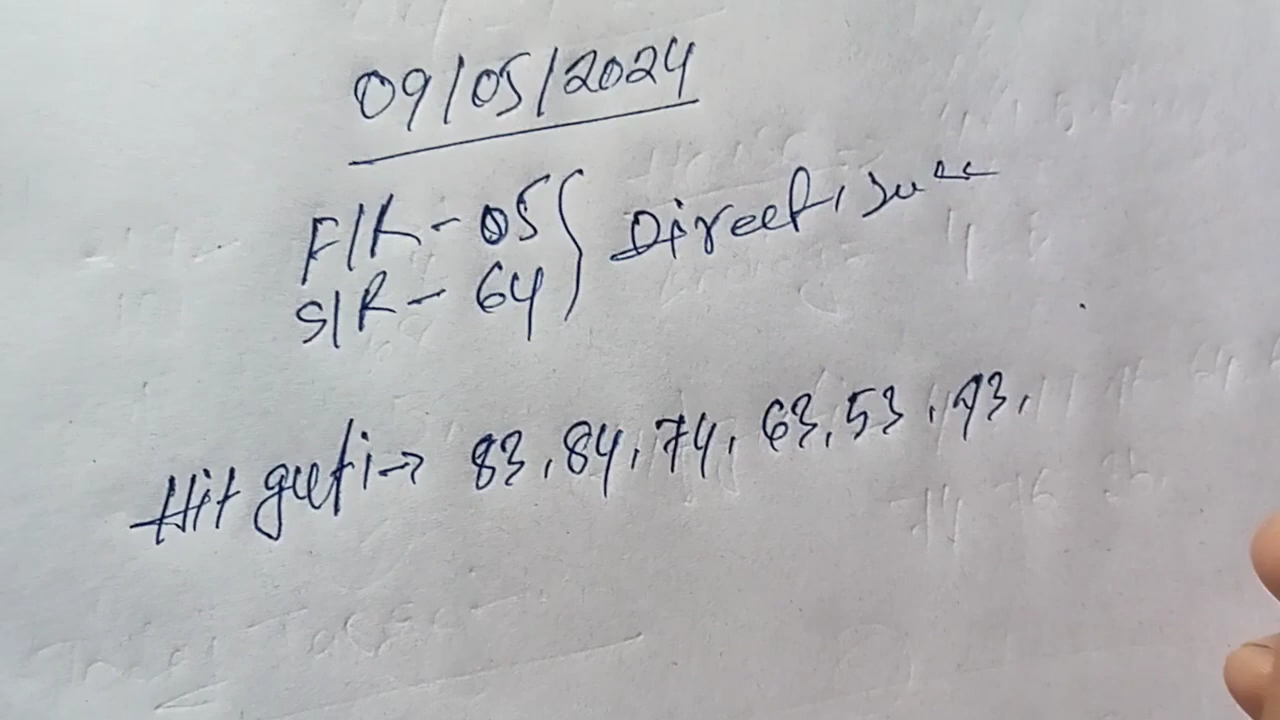 09/05/2024
F/R - 05
S/R - 64
Direct,
Hit guti → 83, 84, 74, 63, 53, 93,